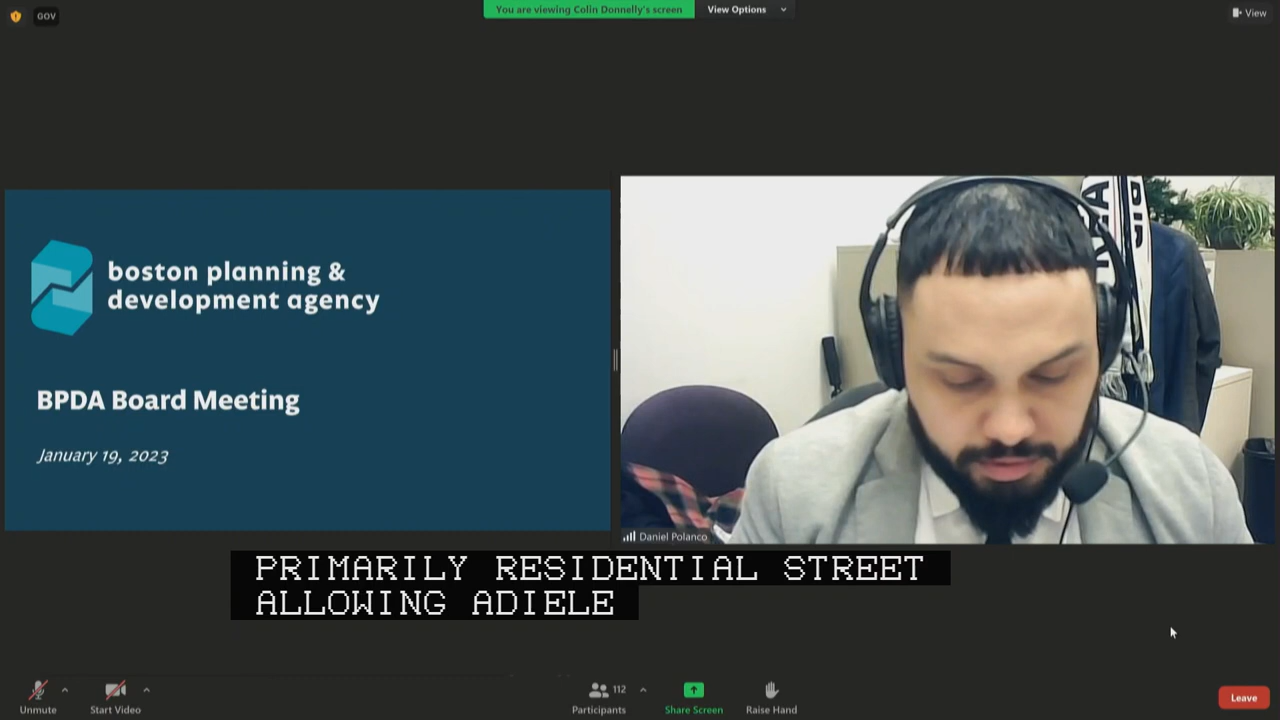 GOV
You are viewing Colin Donnelly's screen
View Options
View
boston planning &
development agency
BPDA Board Meeting
January 19, 2023
Daniel Polanco
PRIMARILY RESIDENTIAL STREET
ALLOWING ADIELE
Unmute
Start Video
112
Participants
Share Screen
Raise Hand
Leave